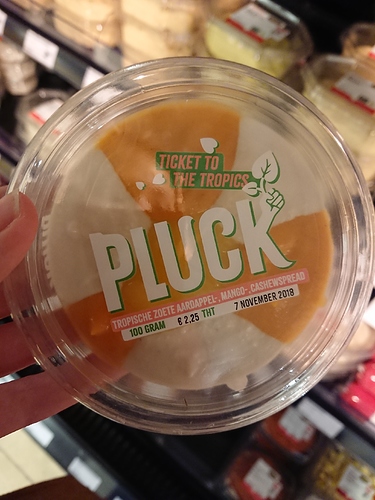 TICKET TO
THE TROPICS
PLUCK
TROPISCHE ZOETE AARDAPPEL-, MANGO-, CASHEWSPREAD
100 GRAM € 2.25 THT 7 NOVEMBER 2018